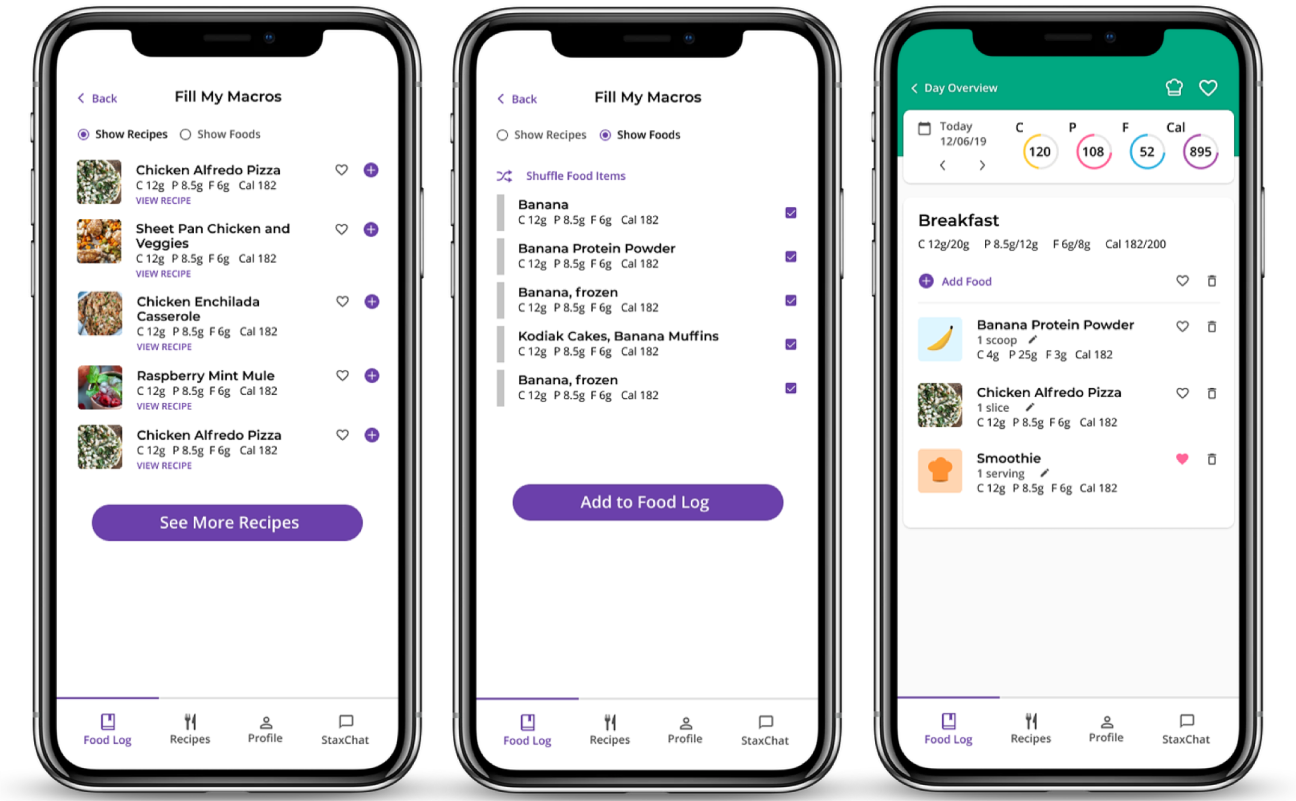 Back
Fill My Macros
Show Recipes Show Foods
Chicken Alfredo Pizza
C 12g P 8.5g F 6g Cal 182
VIEW RECIPE
Sheet Pan Chicken and
Veggies
C 12g P 8.5g F 6g Cal 182
VIEW RECIPE
Chicken Enchilada
Casserole
C 12g P 8.5g F 6g Cal 182
VIEW RECIPE
Raspberry Mint Mule
C 12g P 8.5g F 6g Cal 182
VIEW RECIPE
Chicken Alfredo Pizza
C 12g P 8.5g F 6g Cal 182
VIEW RECIPE
See More Recipes
Food Log Recipes Profile StaxChat
Back
Fill My Macros
Show Recipes Show Foods
Shuffle Food Items
Banana
C 12g P 8.5g F 6g Cal 182
Banana Protein Powder
C 12g P 8.5g F 6g Cal 182
Banana, frozen
C 12g P 8.5g F 6g Cal 182
Kodiak Cakes, Banana Muffins
C 12g P 8.5g F 6g Cal 182
Banana, frozen
C 12g P 8.5g F 6g Cal 182
Add to Food Log
Food Log Recipes Profile StaxChat
Day Overview
Today
12/06/19
C P F Cal
120 108 52 895
Breakfast
C 12g/20g P 8.5g/12g F 6g/8g Cal 182/200
Add Food
Banana Protein Powder
1 scoop
C 4g P 25g F 3g Cal 182
Chicken Alfredo Pizza
1 slice
C 12g P 8.5g F 6g Cal 182
Smoothie
1 serving
C 12g P 8.5g F 6g Cal 182
Food Log Recipes Profile StaxChat